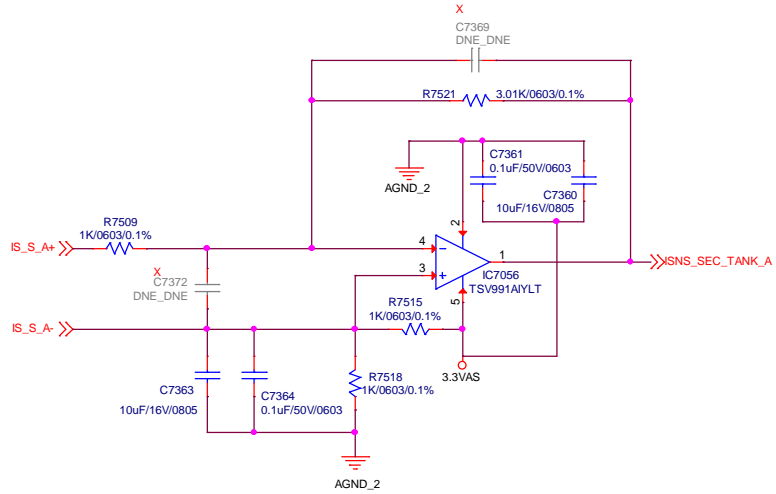 X
C7369
DNE_DNE
R7521 3.01K/0603/0.1%
C7361
0.1uF/50V/0603
AGND_2
C7360
10uF/16V/0805
R7509
1K/0603/0.1%
2
IS_S_A+
4
X
C7372
DNE_DNE
1
ISNS_SEC_TANK_A
3
IC7056
TSV991AIYLT
R7515
1K/0603/0.1%
5
IS_S_A-
3.3VAS
C7363
10uF/16V/0805
C7364
0.1uF/50V/0603
R7518
1K/0603/0.1%
AGND_2